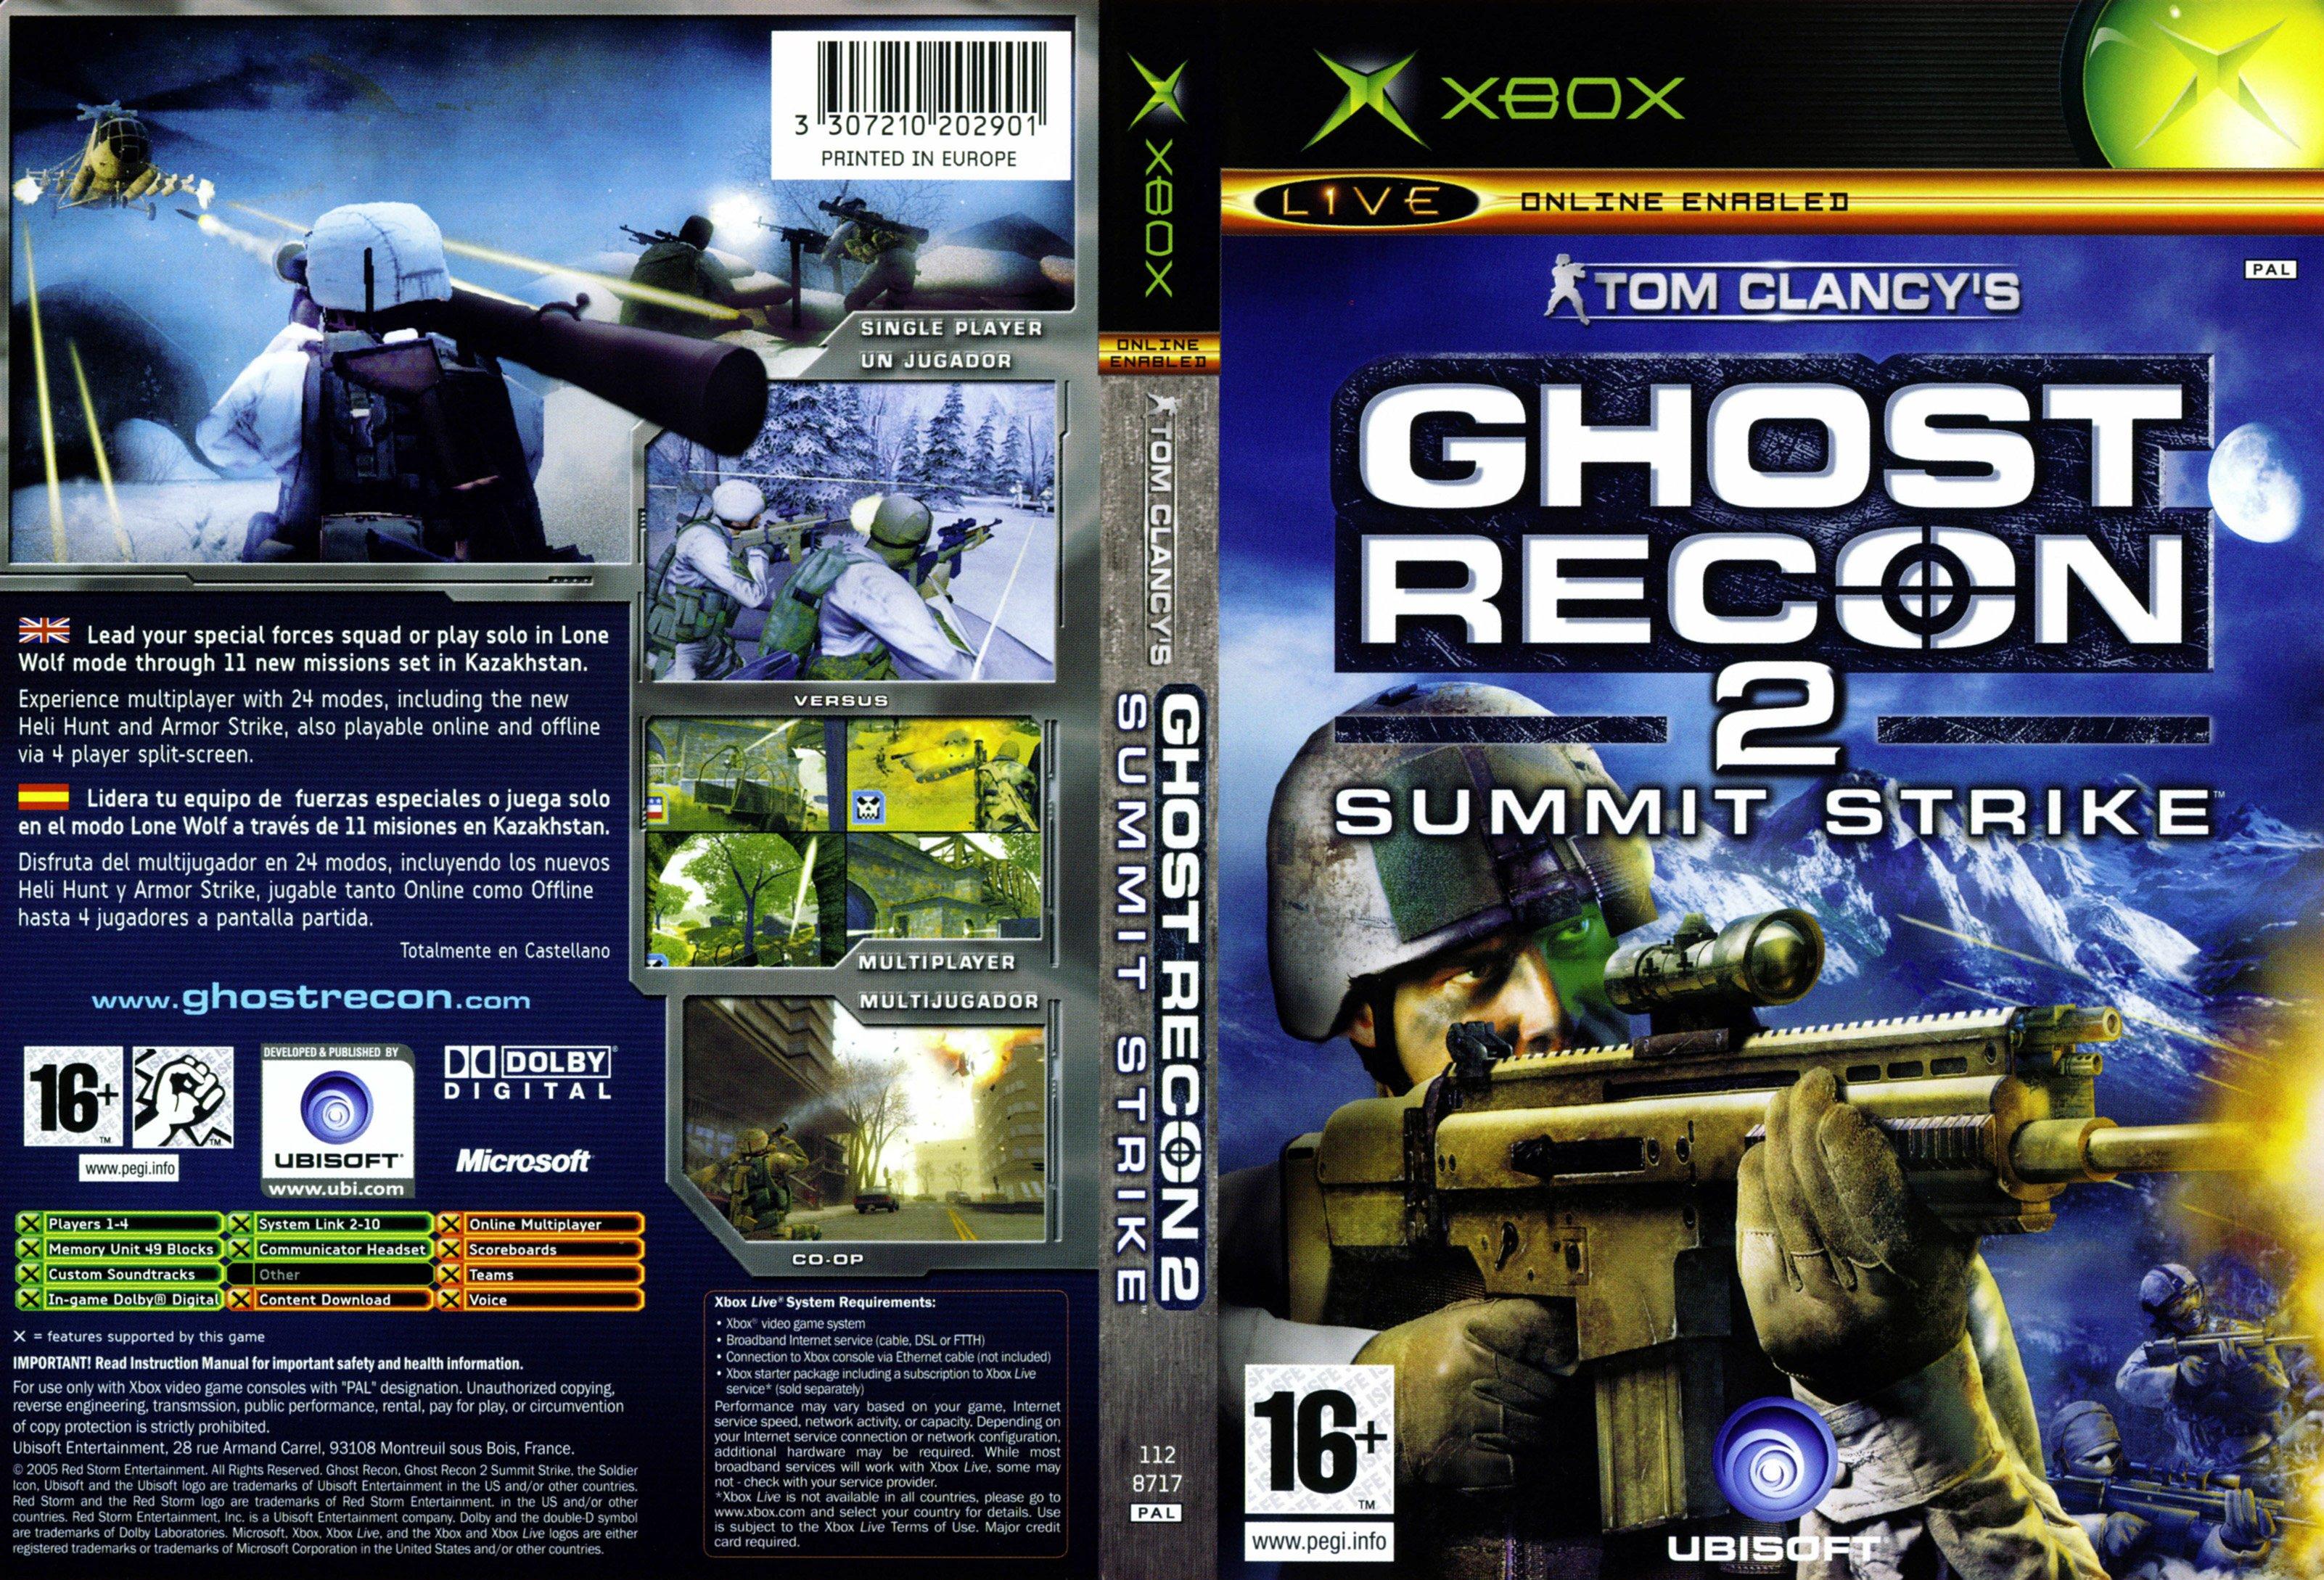 3 307210 202901
PRINTED IN EUROPE
SINGLE PLAYER
UN JUGADOR
VERSUS
MULTIPLAYER
MULTIJUGADOR
CO-OP
Lead your special forces squad or play solo in Lone
Wolf mode through 11 new missions set in Kazakhstan.
Experience multiplayer with 24 modes, including the new
Heli Hunt and Armor Strike, also playable online and offline
via 4 player split-screen.
Lidera tu equipo de fuerzas especiales o juega solo
en el modo Lone Wolf a través de 11 misiones en Kazakhstan.
Disfruta del multijugador en 24 modos, incluyendo los nuevos
Heli Hunt y Armor Strike, jugable tanto Online como Offline
hasta 4 jugadores a pantalla partida.
Totalmente en Castellano
www.ghostrecon.com
16+ TM
TM
www.pegi.info
DEVELOPED & PUBLISHED BY
UBISOFT®
www.ubi.com
DOLBY®
DIGITAL
Microsoft®
Players 1-4
System Link 2-10
Online Multiplayer
Memory Unit 49 Blocks
Communicator Headset
Scoreboards
Custom Soundtracks
Other
Teams
In-game Dolby® Digital
Content Download
Voice
X = features supported by this game
IMPORTANT! Read Instruction Manual for important safety and health information.
For use only with Xbox video game consoles with "PAL" designation. Unauthorized copying,
reverse engineering, transmssion, public performance, rental, pay for play, or circumvention
of copy protection is strictly prohibited.
Ubisoft Entertainment, 28 rue Armand Carrel, 93108 Montreuil sous Bois, France.
© 2005 Red Storm Entertainment. All Rights Reserved. Ghost Recon, Ghost Recon 2 Summit Strike, the Soldier
Icon, Ubisoft and the Ubisoft logo are trademarks of Ubisoft Entertainment in the US and/or other countries.
Red Storm and the Red Storm logo are trademarks of Red Storm Entertainment. in the US and/or other
countries. Red Storm Entertainment, Inc. is a Ubisoft Entertainment company. Dolby and the double-D symbol
are trademarks of Dolby Laboratories. Microsoft, Xbox, Xbox Live, and the Xbox and Xbox Live logos are either
registered trademarks or trademarks of Microsoft Corporation in the United States and/or other countries.
Xbox Live® System Requirements:
• Xbox® video game system
• Broadband Internet service (cable, DSL or FTTH)
• Connection to Xbox console via Ethernet cable (not included)
• Xbox starter package including a subscription to Xbox Live
service* (sold separately)
Performance may vary based on your game, Internet
service speed, network activity, or capacity. Depending on
your Internet service connection or network configuration,
additional hardware may be required. While most
broadband services will work with Xbox Live, some may
not - check with your service provider.
*Xbox Live is not available in all countries, please go to
www.xbox.com and select your country for details. Use
is subject to the Xbox Live Terms of Use. Major credit
card required.
XBOX
ONLINE
ENABLED
TOM CLANCY'S
GHOST RECON 2
SUMMIT STRIKE™
112
8717
PAL
XBOX
LIVE
ONLINE ENABLED
PAL
TOM CLANCY'S
GHOST
RECON
2
SUMMIT STRIKE™
16+ TM
www.pegi.info
UBISOFT